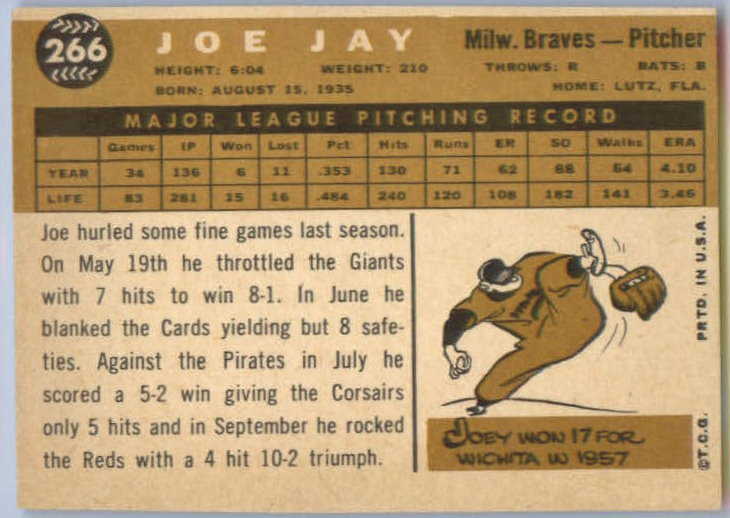 266
JOE JAY
Milw. Braves — Pitcher
HEIGHT: 6:04 WEIGHT: 210 THROWS: R BATS: B
BORN: AUGUST 15, 1935 HOME: LUTZ, FLA.
MAJOR LEAGUE PITCHING RECORD
Games IP Won Lost Pct Hits Runs ER SO Walks ERA
YEAR 34 136 6 11 .353 130 71 62 88 64 4.10
LIFE 83 281 15 16 .484 240 120 108 182 141 3.46
Joe hurled some fine games last season.
On May 19th he throttled the Giants
with 7 hits to win 8-1. In June he
blanked the Cards yielding but 8 safe-
ties. Against the Pirates in July he
scored a 5-2 win giving the Corsairs
only 5 hits and in September he rocked
the Reds with a 4 hit 10-2 triumph.
JOEY WON 17 FOR
WICHITA IN 1957
PRTD. IN U.S.A.
©T.C.G.